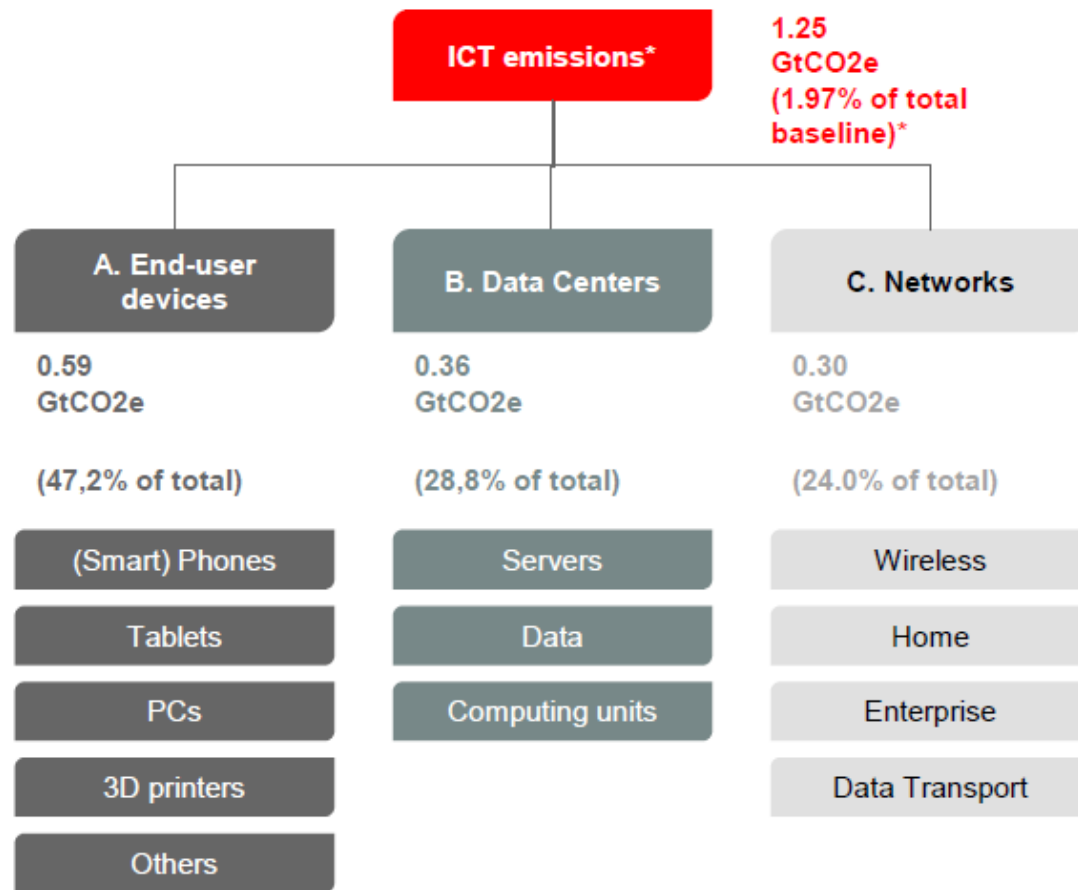 ICT emissions*
1.25
GtCO2e
(1.97% of total
baseline)*
A. End-user
devices
0.59
GtCO2e
(47,2% of total)
(Smart) Phones
Tablets
PCs
3D printers
Others
B. Data Centers
0.36
GtCO2e
(28,8% of total)
Servers
Data
Computing units
C. Networks
0.30
GtCO2e
(24.0% of total)
Wireless
Home
Enterprise
Data Transport